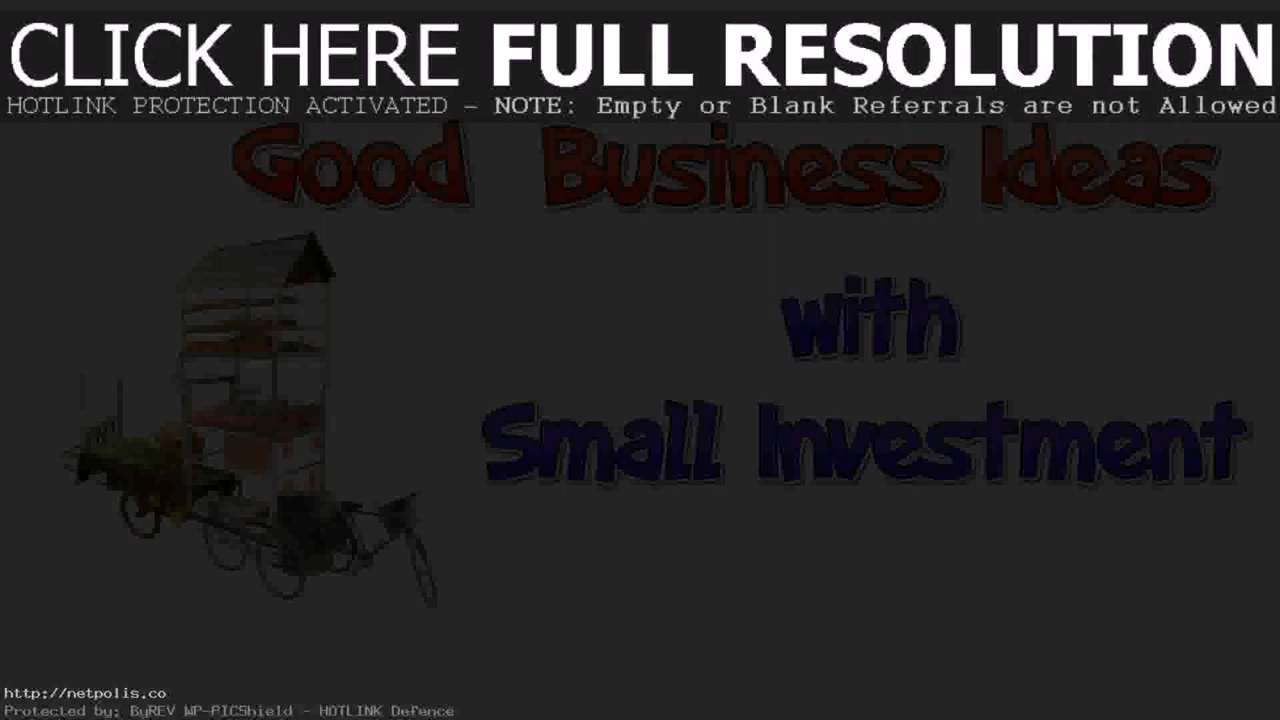 CLICK HERE FULL RESOLUTION
HOTLINK PROTECTION ACTIVATED - NOTE: Empty or Blank Referrals are not Allowed
Good Business Ideas
with
Small Investment
http://netpolis.co
Protected by: ByREV WP-PICShield - HOTLINK Defence